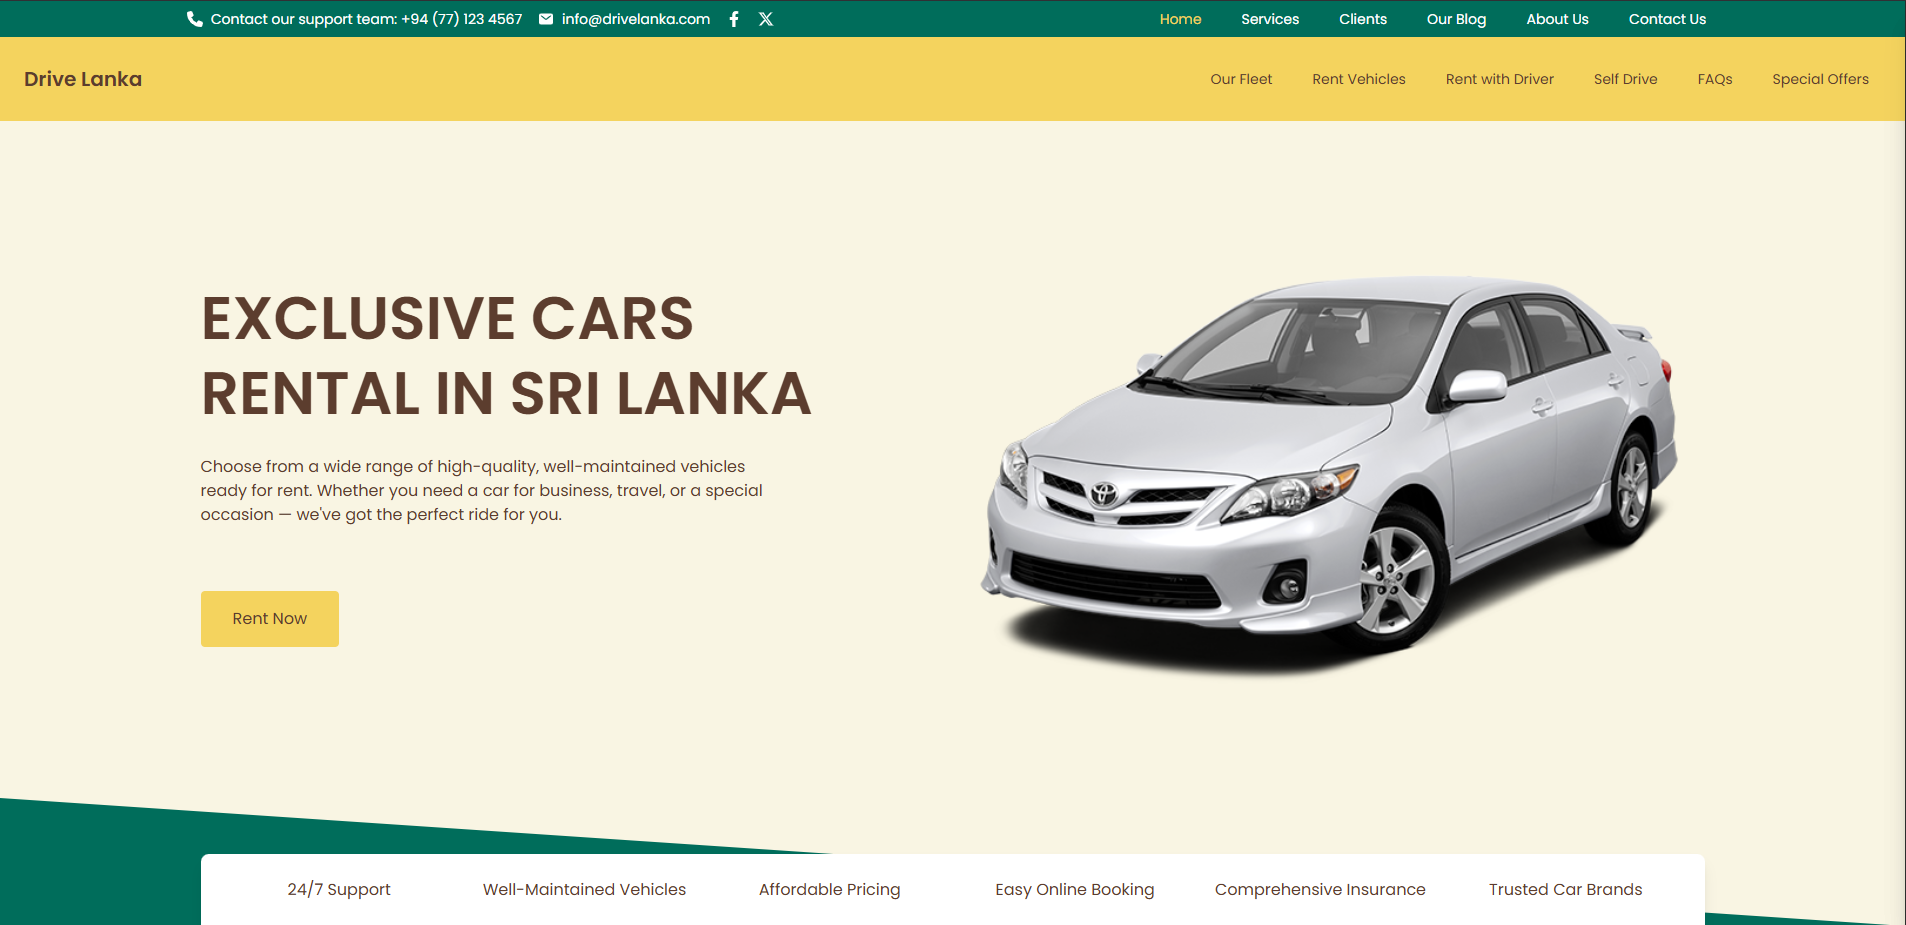 Contact our support team: +94 (77) 123 4567 info@drivelanka.com Home Services Clients Our Blog About Us Contact Us
Drive Lanka Our Fleet Rent Vehicles Rent with Driver Self Drive FAQs Special Offers
EXCLUSIVE CARS
RENTAL IN SRI LANKA
Choose from a wide range of high-quality, well-maintained vehicles
ready for rent. Whether you need a car for business, travel, or a special
occasion — we've got the perfect ride for you.
Rent Now
24/7 Support Well-Maintained Vehicles Affordable Pricing Easy Online Booking Comprehensive Insurance Trusted Car Brands